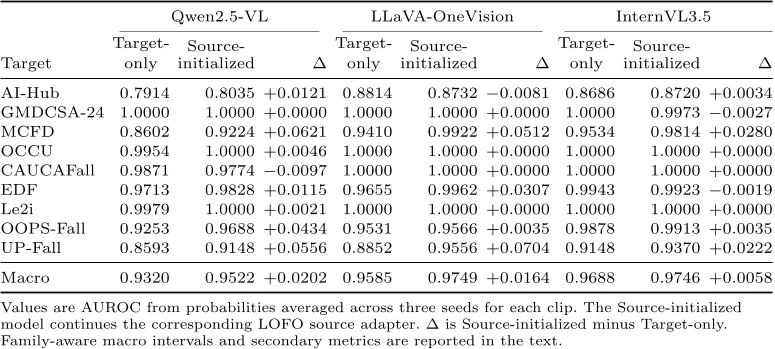 Qwen2.5-VL LLaVA-OneVision InternVL3.5
Target- Source- Target- Source- Target- Source-
Target only initialized Δ only initialized Δ only initialized Δ
AI-Hub 0.7914 0.8035 +0.0121 0.8814 0.8732 −0.0081 0.8686 0.8720 +0.0034
GMDCSA-24 1.0000 1.0000 +0.0000 1.0000 1.0000 +0.0000 1.0000 0.9973 −0.0027
MCFD 0.8602 0.9224 +0.0621 0.9410 0.9922 +0.0512 0.9534 0.9814 +0.0280
OCCU 0.9954 1.0000 +0.0046 1.0000 1.0000 +0.0000 1.0000 1.0000 +0.0000
CAUCAFall 0.9871 0.9774 −0.0097 1.0000 1.0000 +0.0000 1.0000 1.0000 +0.0000
EDF 0.9713 0.9828 +0.0115 0.9655 0.9962 +0.0307 0.9943 0.9923 −0.0019
Le2i 0.9979 1.0000 +0.0021 1.0000 1.0000 +0.0000 1.0000 1.0000 +0.0000
OOPS-Fall 0.9253 0.9688 +0.0434 0.9531 0.9566 +0.0035 0.9878 0.9913 +0.0035
UP-Fall 0.8593 0.9148 +0.0556 0.8852 0.9556 +0.0704 0.9148 0.9370 +0.0222
Macro 0.9320 0.9522 +0.0202 0.9585 0.9749 +0.0164 0.9688 0.9746 +0.0058
Values are AUROC from probabilities averaged across three seeds for each clip. The Source-initialized
model continues the corresponding LOFO source adapter. Δ is Source-initialized minus Target-only.
Family-aware macro intervals and secondary metrics are reported in the text.